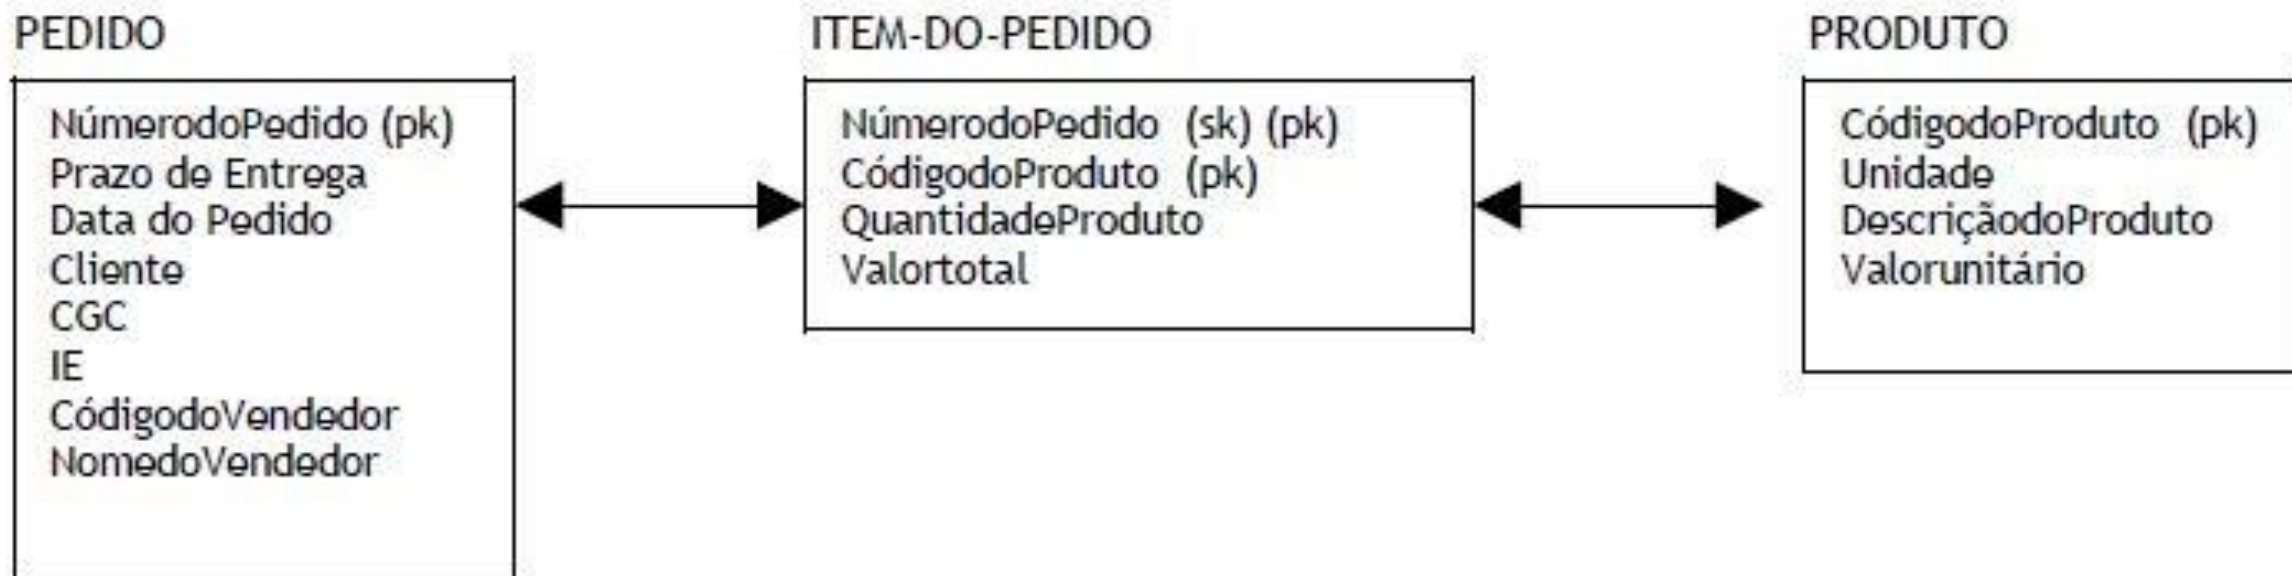 PEDIDO
NúmerodoPedido (pk)
Prazo de Entrega
Data do Pedido
Cliente
CGC
IE
CódigodoVendedor
NomedoVendedor
ITEM-DO-PEDIDO
NúmerodoPedido (sk) (pk)
CódigodoProduto (pk)
QuantidadeProduto
Valortotal
PRODUTO
CódigodoProduto (pk)
Unidade
DescriçãodoProduto
Valorunitário